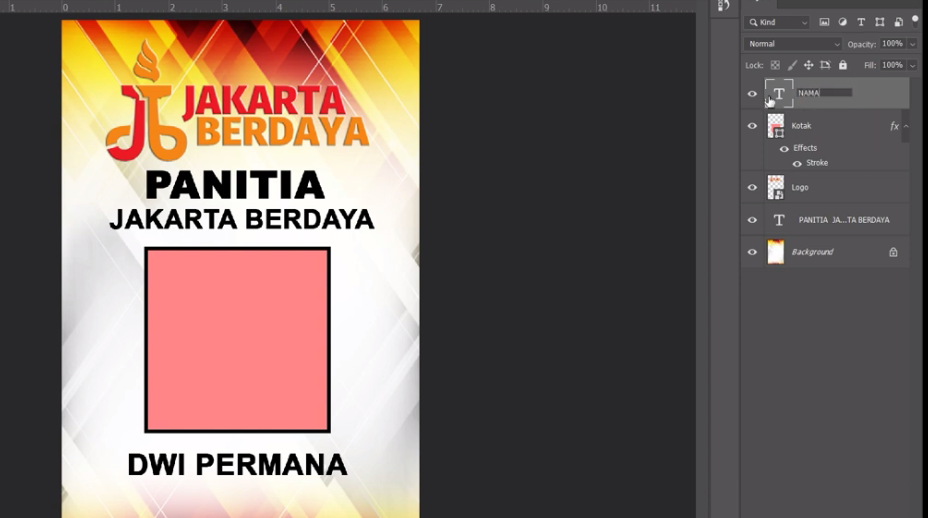 1 0 1 2 3 4 5 6 7 8 9 10 11
Kind
Normal Opacity: 100%
Lock: Fill: 100%
T NAMA
Kotak fx
Effects
Stroke
Logo
T PANITIA JA...TA BERDAYA
Background
JAKARTA
BERDAYA
PANITIA
JAKARTA BERDAYA
DWI PERMANA